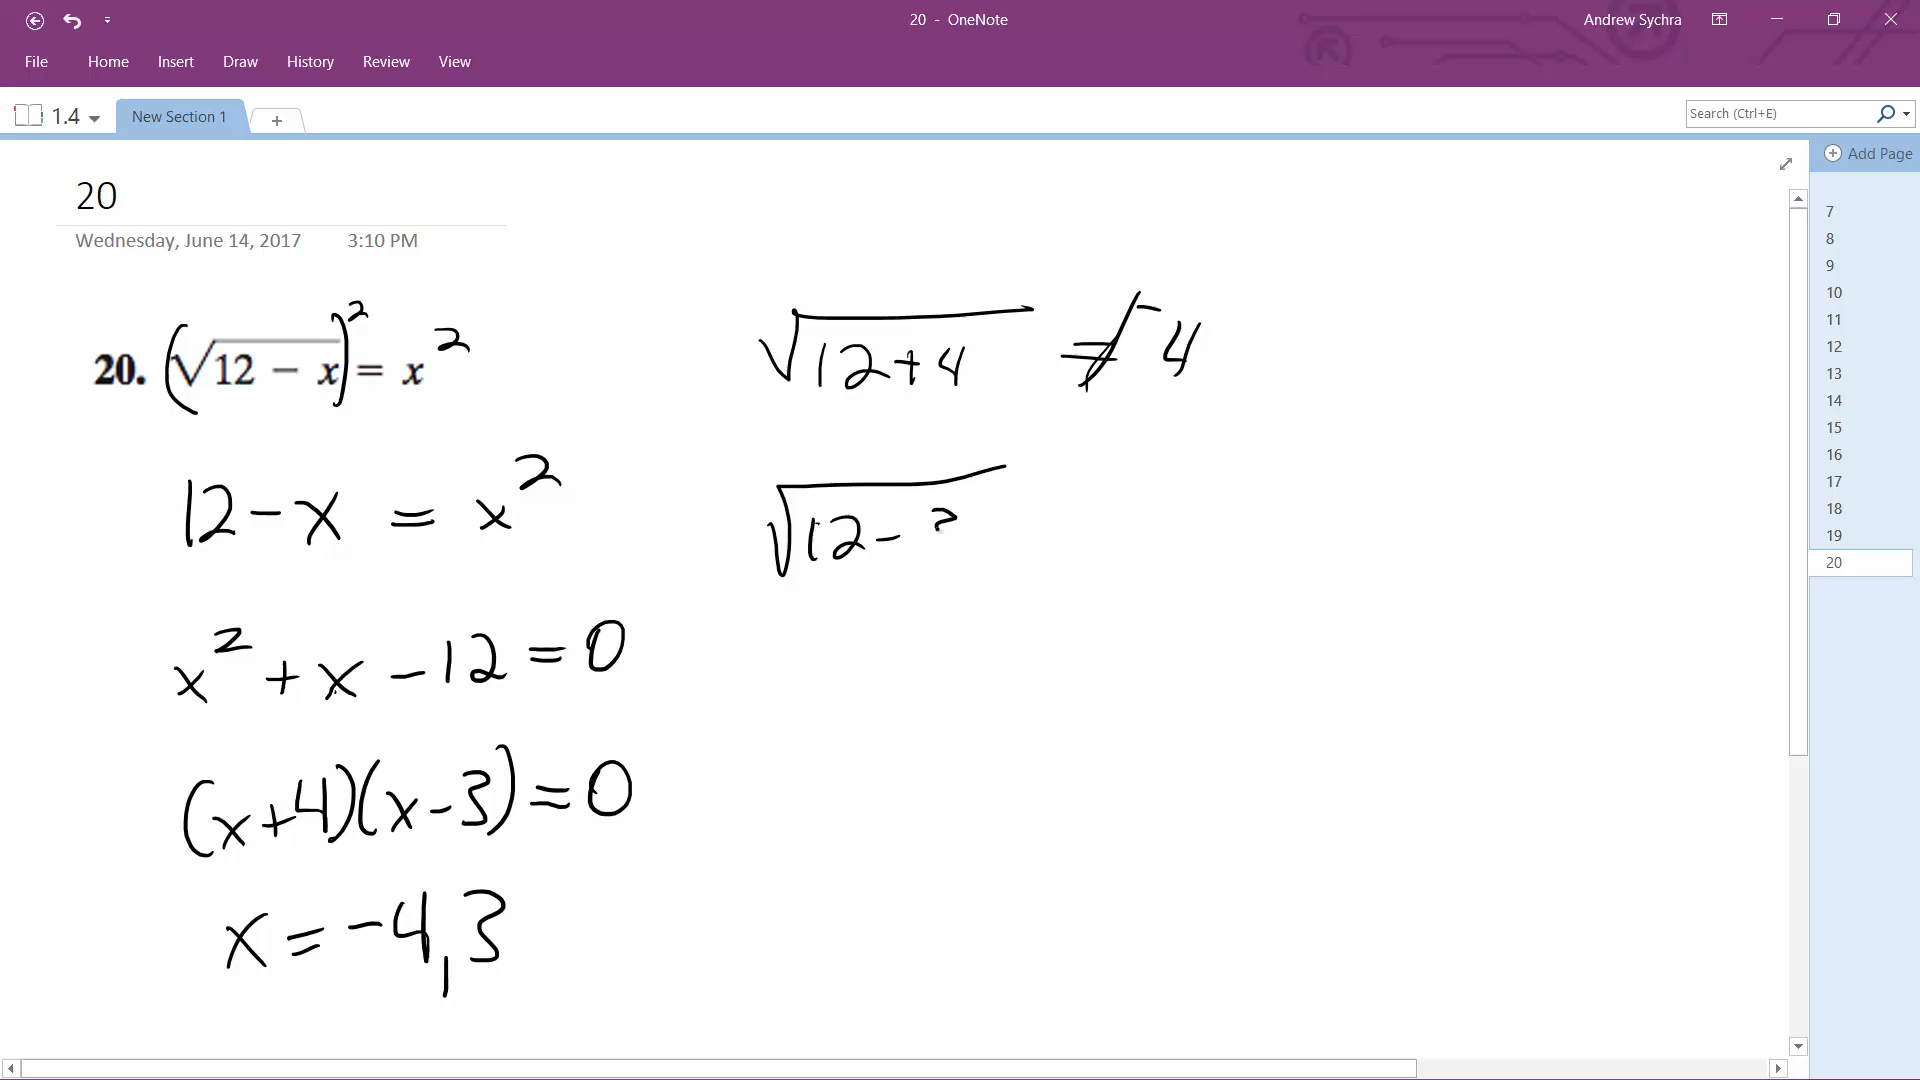 20 - OneNote
Andrew Sychra
File Home Insert Draw History Review View
1.4 New Section 1 +
Search (Ctrl+E)
Add Page
20
Wednesday, June 14, 2017 3:10 PM
20. (√12 − x)² = x²
12 − x = x²
x² + x − 12 = 0
(x+4)(x−3) = 0
x = −4, 3
√12+4 ≠ −4
√12 −
7
8
9
10
11
12
13
14
15
16
17
18
19
20